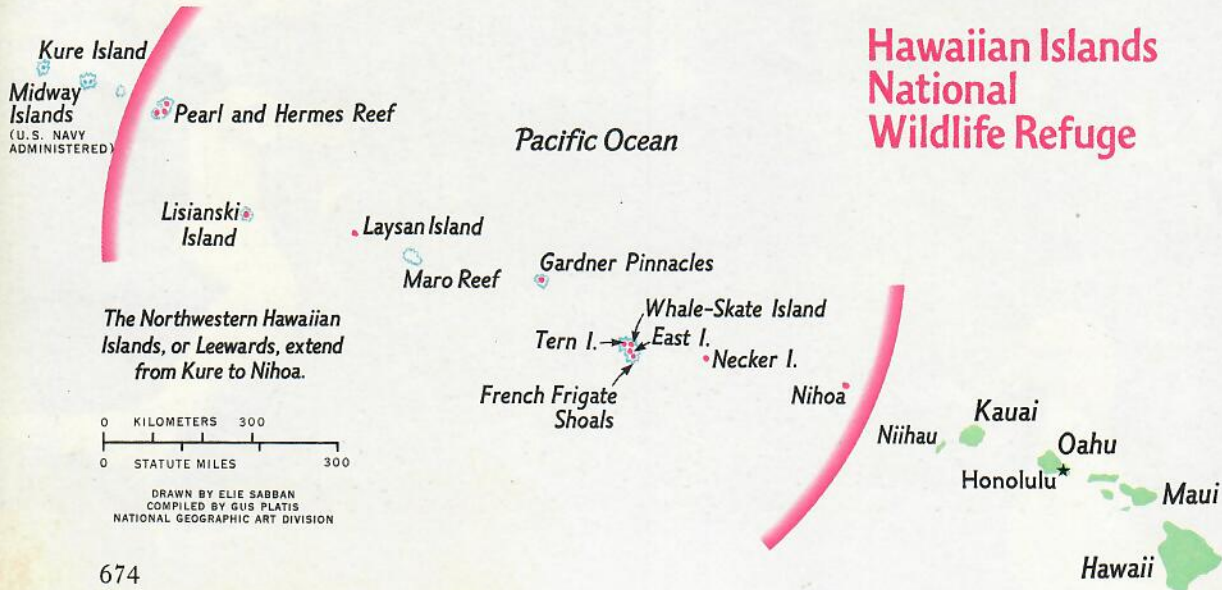 Hawaiian Islands
National
Wildlife Refuge
Kure Island
Midway
Islands
(U.S. NAVY
ADMINISTERED)
Pearl and Hermes Reef
Pacific Ocean
Lisianski
Island
Laysan Island
Maro Reef
Gardner Pinnacles
Whale-Skate Island
Tern I.
East I.
Necker I.
French Frigate
Shoals
Nihoa
The Northwestern Hawaiian
Islands, or Leewards, extend
from Kure to Nihoa.
Niihau
Kauai
Oahu
Honolulu
Maui
Hawaii
0 KILOMETERS 300
0 STATUTE MILES 300
DRAWN BY ELIE SABBAN
COMPILED BY GUS PLATIS
NATIONAL GEOGRAPHIC ART DIVISION
674